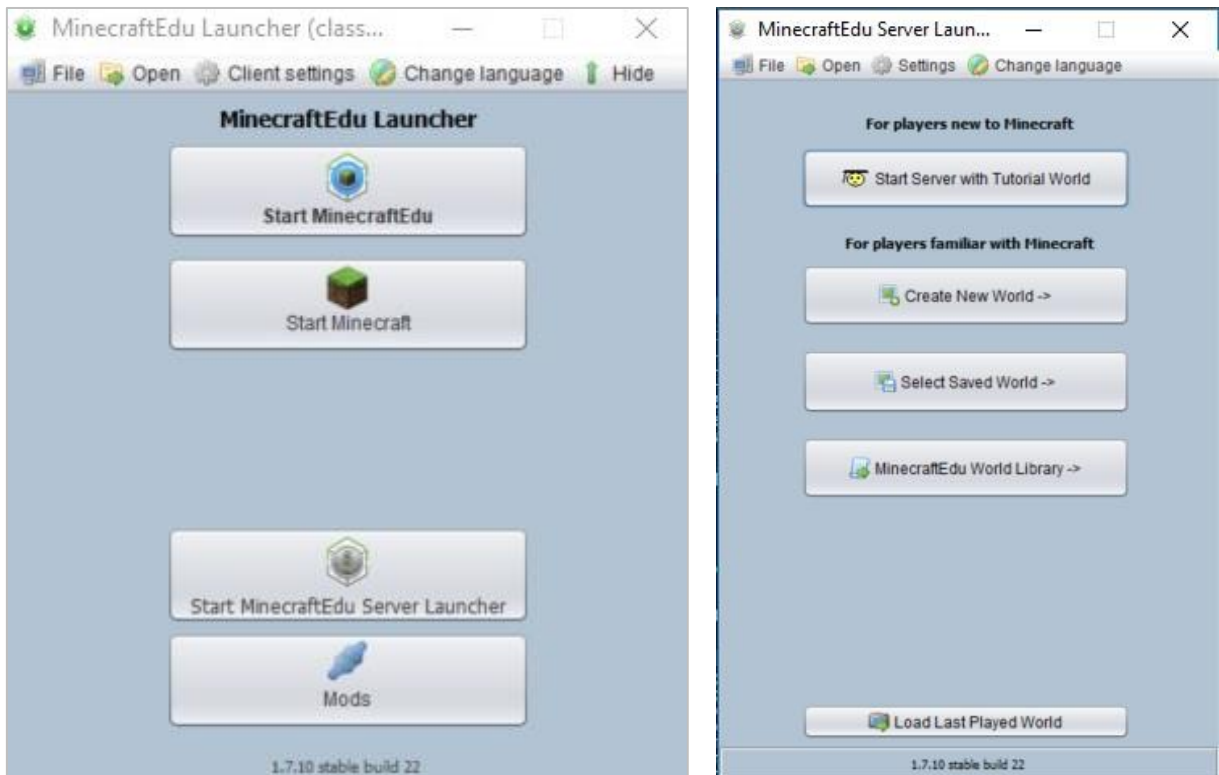 MinecraftEdu Launcher (class...
File Open Client settings Change language Hide
MinecraftEdu Launcher
Start MinecraftEdu
Start Minecraft
Start MinecraftEdu Server Launcher
Mods
1.7.10 stable build 22
MinecraftEdu Server Laun...
File Open Settings Change language
For players new to Minecraft
Start Server with Tutorial World
For players familiar with Minecraft
Create New World ->
Select Saved World ->
MinecraftEdu World Library ->
Load Last Played World
1.7.10 stable build 22